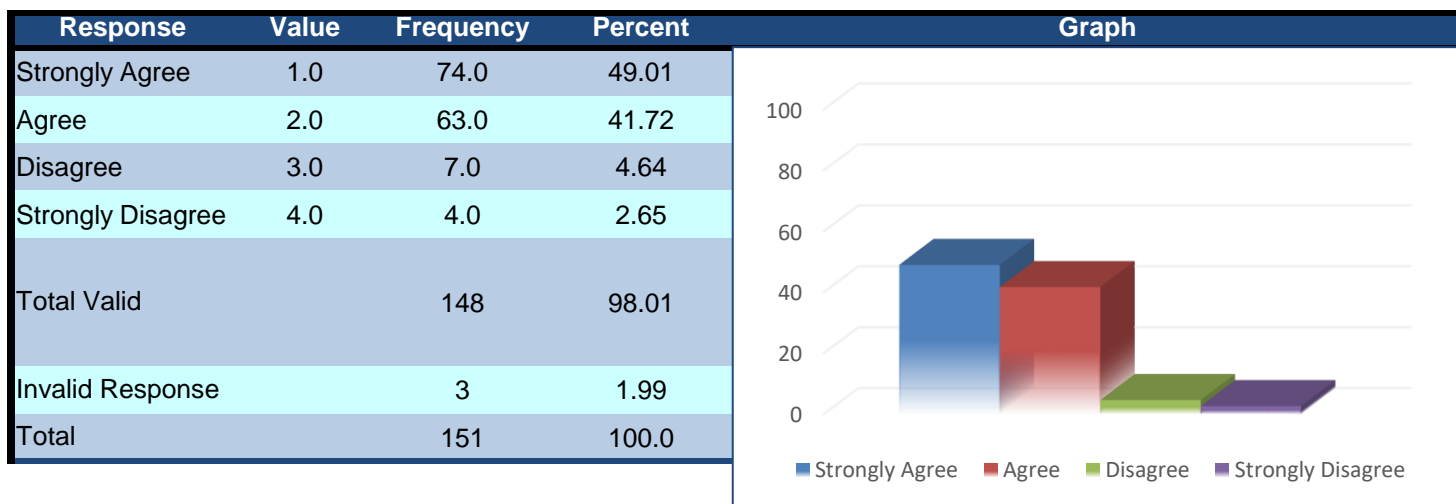 Response Value Frequency Percent Graph
Strongly Agree 1.0 74.0 49.01
Agree 2.0 63.0 41.72
Disagree 3.0 7.0 4.64
Strongly Disagree 4.0 4.0 2.65
Total Valid 148 98.01
Invalid Response 3 1.99
Total 151 100.0
100
80
60
40
20
0
Strongly Agree Agree Disagree Strongly Disagree